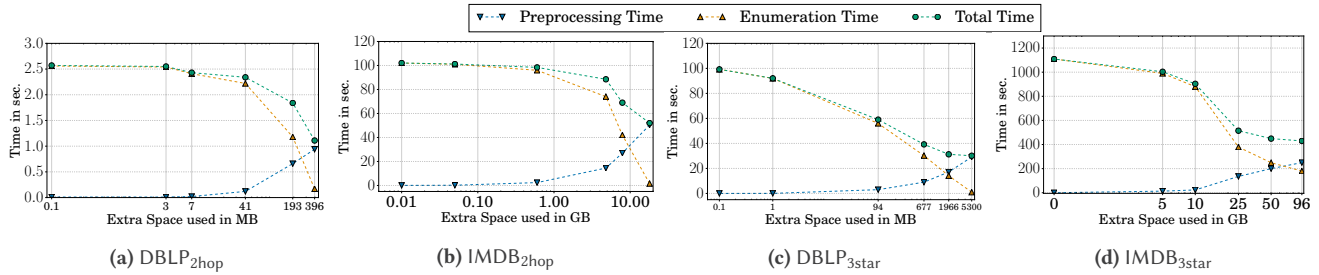 Preprocessing Time Enumeration Time Total Time
Time in sec.
3.0
2.5
2.0
1.5
1.0
0.5
0.0
0.1 3 7 41 193 396
Extra Space used in MB
(a) DBLP2hop
Time in sec.
120
100
80
60
40
20
0
0.01 0.10 1.00 10.00
Extra Space used in GB
(b) IMDB2hop
Time in sec.
120
100
80
60
40
20
0
0.1 1 94 677 1966 5300
Extra Space used in MB
(c) DBLP3star
Time in sec.
1200
1000
800
600
400
200
0
0 5 10 25 50 96
Extra Space used in GB
(d) IMDB3star